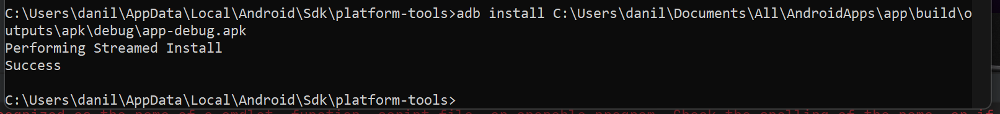 C:\Users\danil\AppData\Local\Android\Sdk\platform-tools>adb install C:\Users\danil\Documents\All\AndroidApps\app\build\o
utputs\apk\debug\app-debug.apk
Performing Streamed Install
Success
C:\Users\danil\AppData\Local\Android\Sdk\platform-tools>